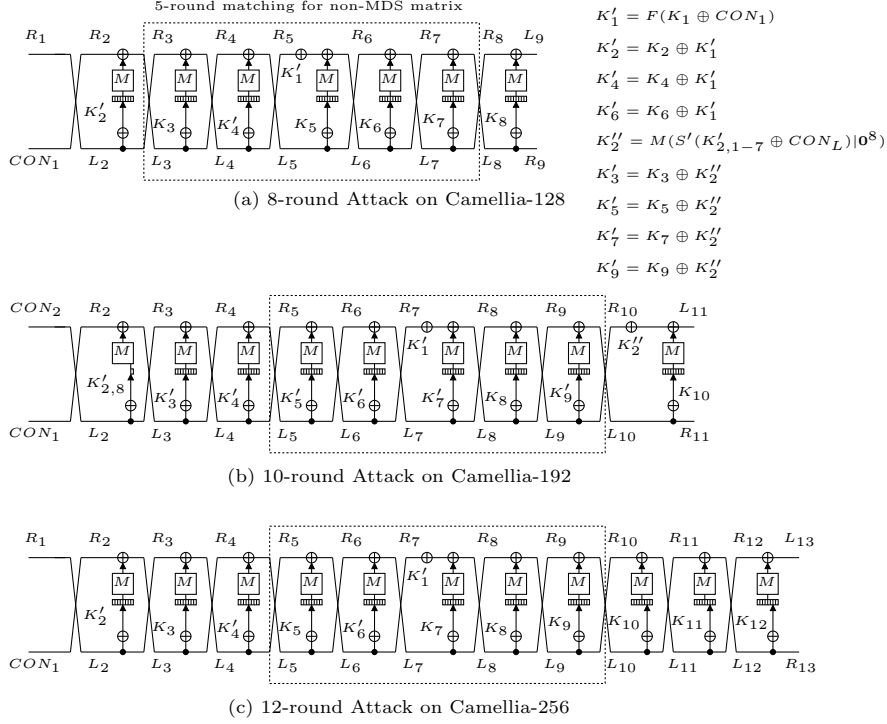 5-round matching for non-MDS matrix
R₁ R₂ R₃ R₄ R₅ R₆ R₇ R₈ L₉
K′₁
M M M M M M M
K′₂ K₃ K′₄ K₅ K₆ K₇ K₈
CON₁ L₂ L₃ L₄ L₅ L₆ L₇ L₈ R₉
(a) 8-round Attack on Camellia-128
K′₁ = F(K₁ ⊕ CON₁)
K′₂ = K₂ ⊕ K′₁
K′₄ = K₄ ⊕ K′₁
K′₆ = K₆ ⊕ K′₁
K″₂ = M(S′(K′₂,₁₋₇ ⊕ CON_L)|0⁸)
K′₃ = K₃ ⊕ K″₂
K′₅ = K₅ ⊕ K″₂
K′₇ = K₇ ⊕ K″₂
K′₉ = K₉ ⊕ K″₂
CON₂ R₂ R₃ R₄ R₅ R₆ R₇ R₈ R₉ R₁₀ L₁₁
K′₁ K″₂
M M M M M M M M M
K′₂,₈ K′₃ K′₄ K′₅ K′₆ K′₇ K₈ K′₉ K₁₀
CON₁ L₂ L₃ L₄ L₅ L₆ L₇ L₈ L₉ L₁₀ R₁₁
(b) 10-round Attack on Camellia-192
R₁ R₂ R₃ R₄ R₅ R₆ R₇ R₈ R₉ R₁₀ R₁₁ R₁₂ L₁₃
K′₁
M M M M M M M M M M M
K′₂ K₃ K′₄ K₅ K′₆ K₇ K₈ K₉ K₁₀ K₁₁ K₁₂
CON₁ L₂ L₃ L₄ L₅ L₆ L₇ L₈ L₉ L₁₀ L₁₁ L₁₂ R₁₃
(c) 12-round Attack on Camellia-256